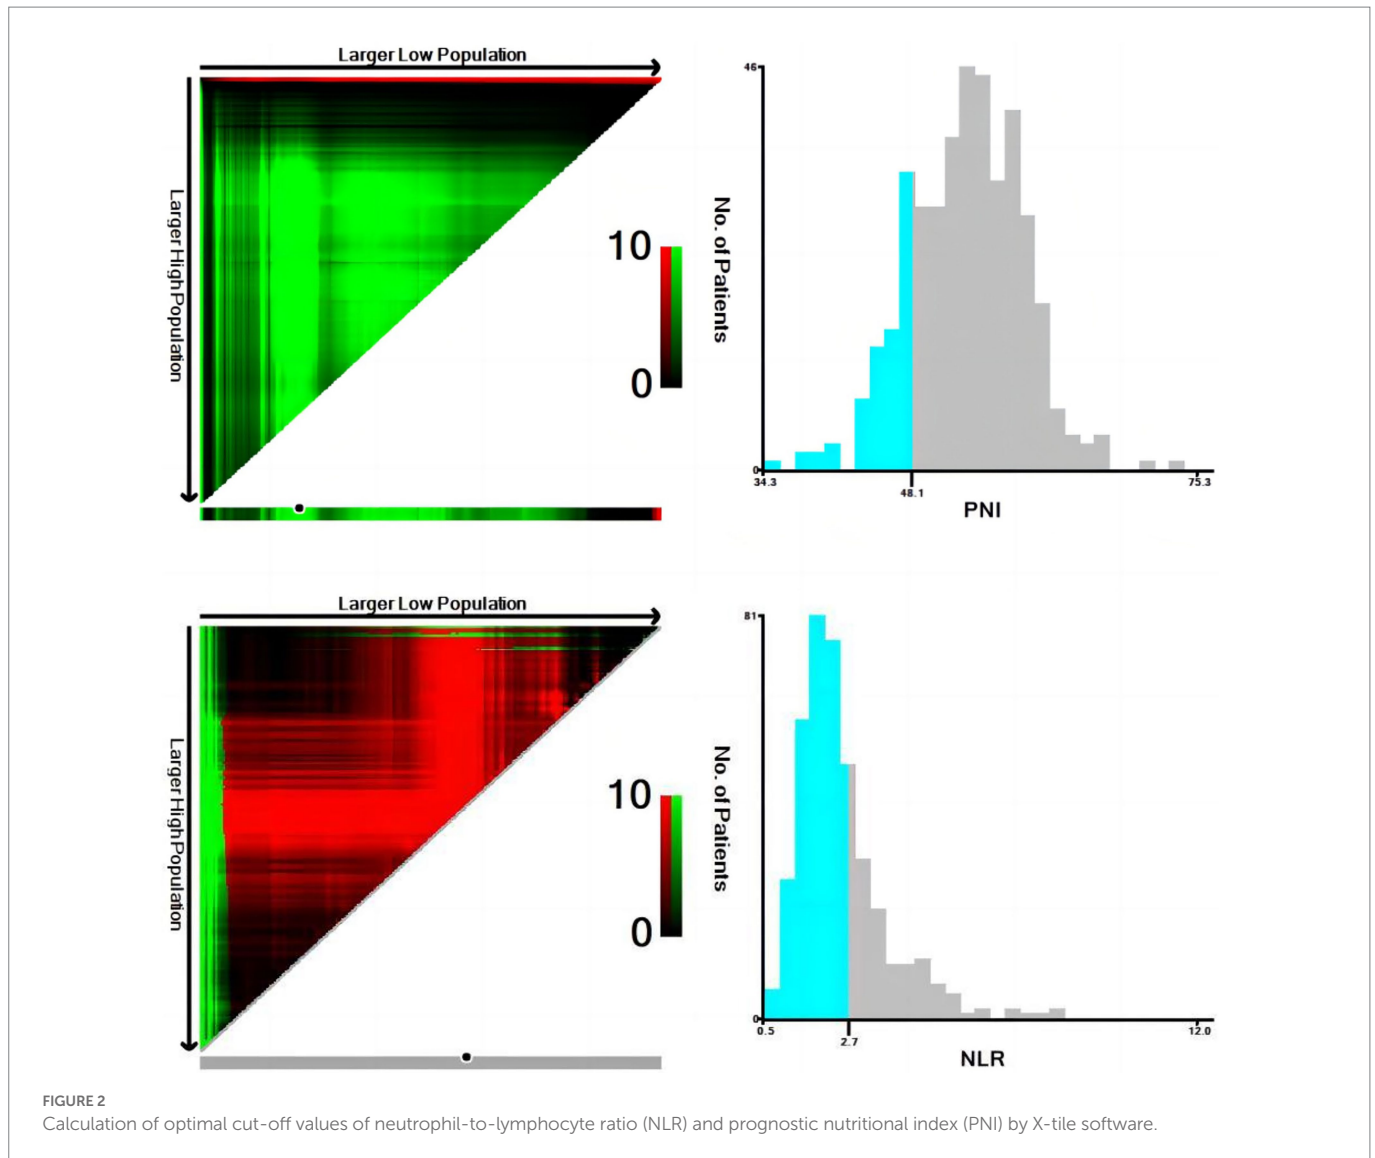 Larger Low Population
Larger High Population
10
0
46
No. of Patients
0
34.3
48.1
75.3
PNI
Larger Low Population
Larger High Population
10
0
81
No. of Patients
0
0.5
2.7
12.0
NLR
FIGURE 2
Calculation of optimal cut-off values of neutrophil-to-lymphocyte ratio (NLR) and prognostic nutritional index (PNI) by X-tile software.